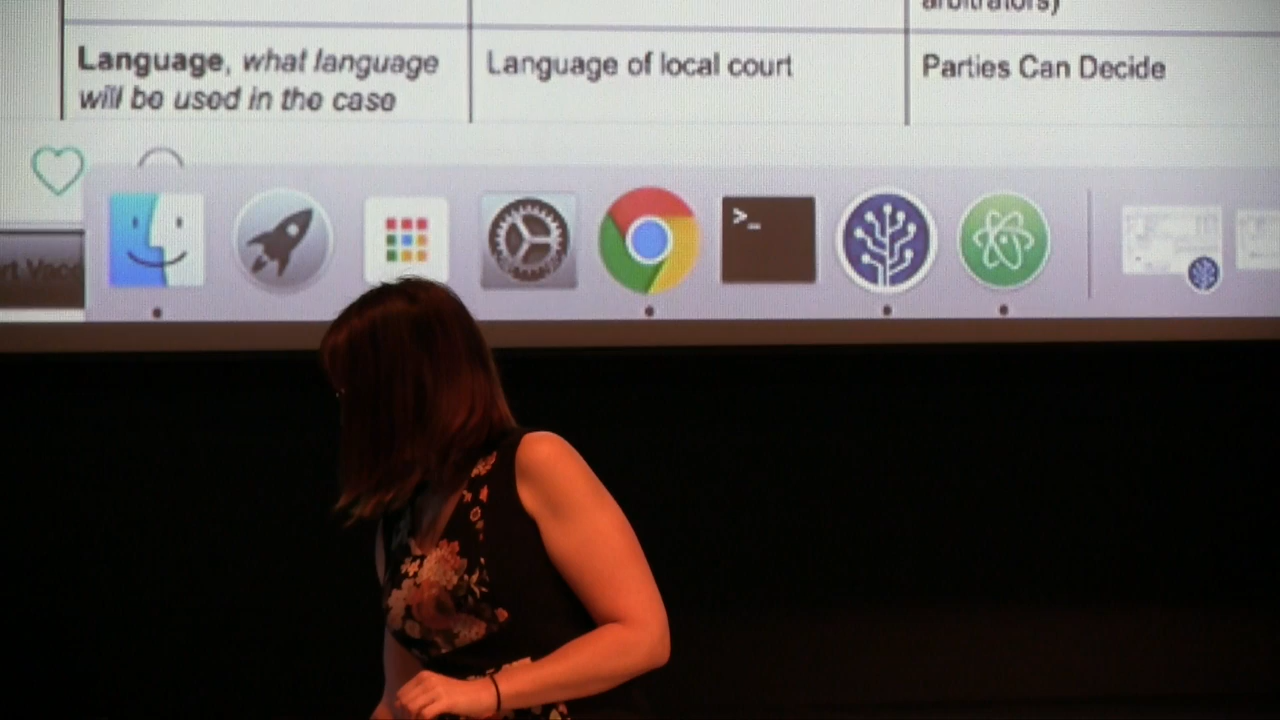 arbitrators)
Language, what language
will be used in the case
Language of local court
Parties Can Decide
>_